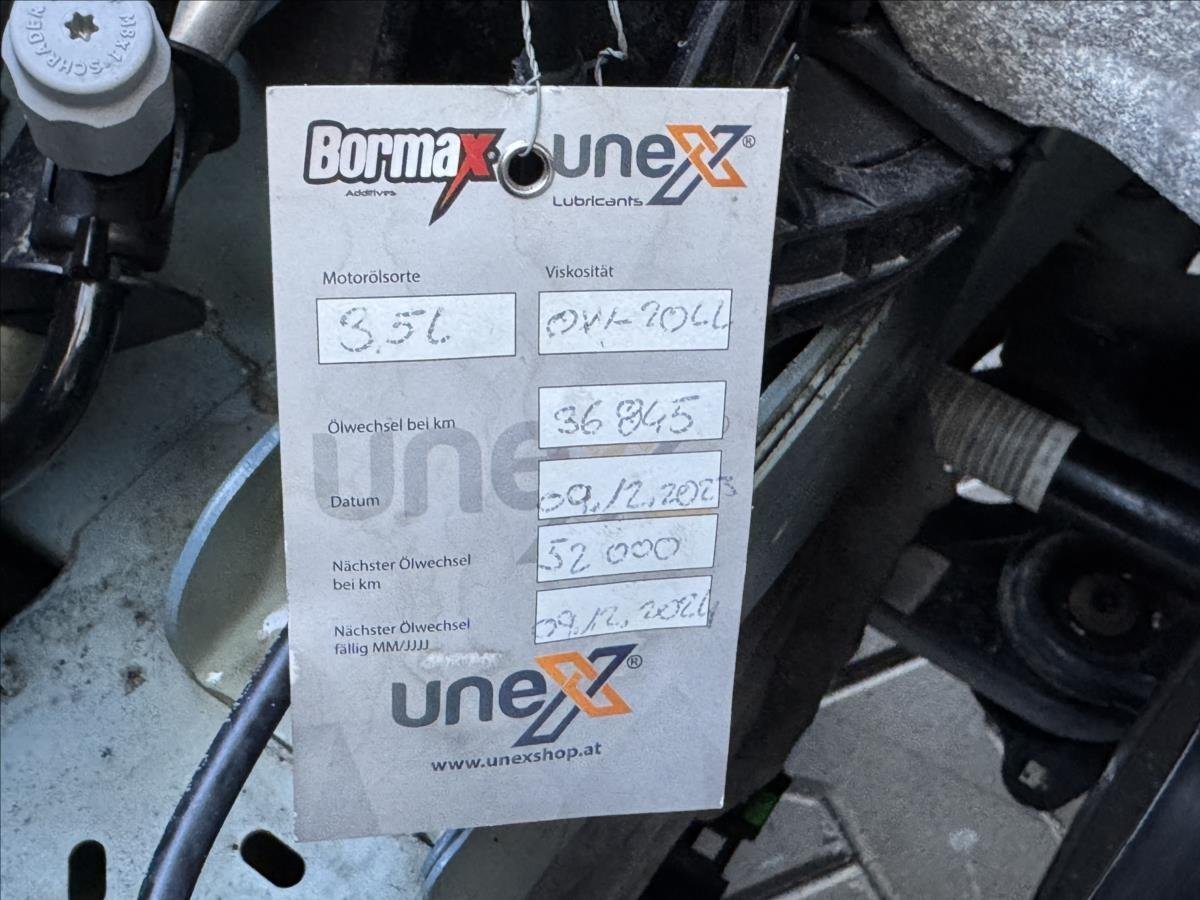 M8x1
SCHRADER
Bormax
Additives
unex®
Lubricants
Motorölsorte
Viskosität
3,5L
Ölwechsel bei km
36 845
Datum
09.12.2023
Nächster Ölwechsel
bei km
52 000
Nächster Ölwechsel
fällig MM/JJJJ
09.12.2024
unex®
www.unexshop.at